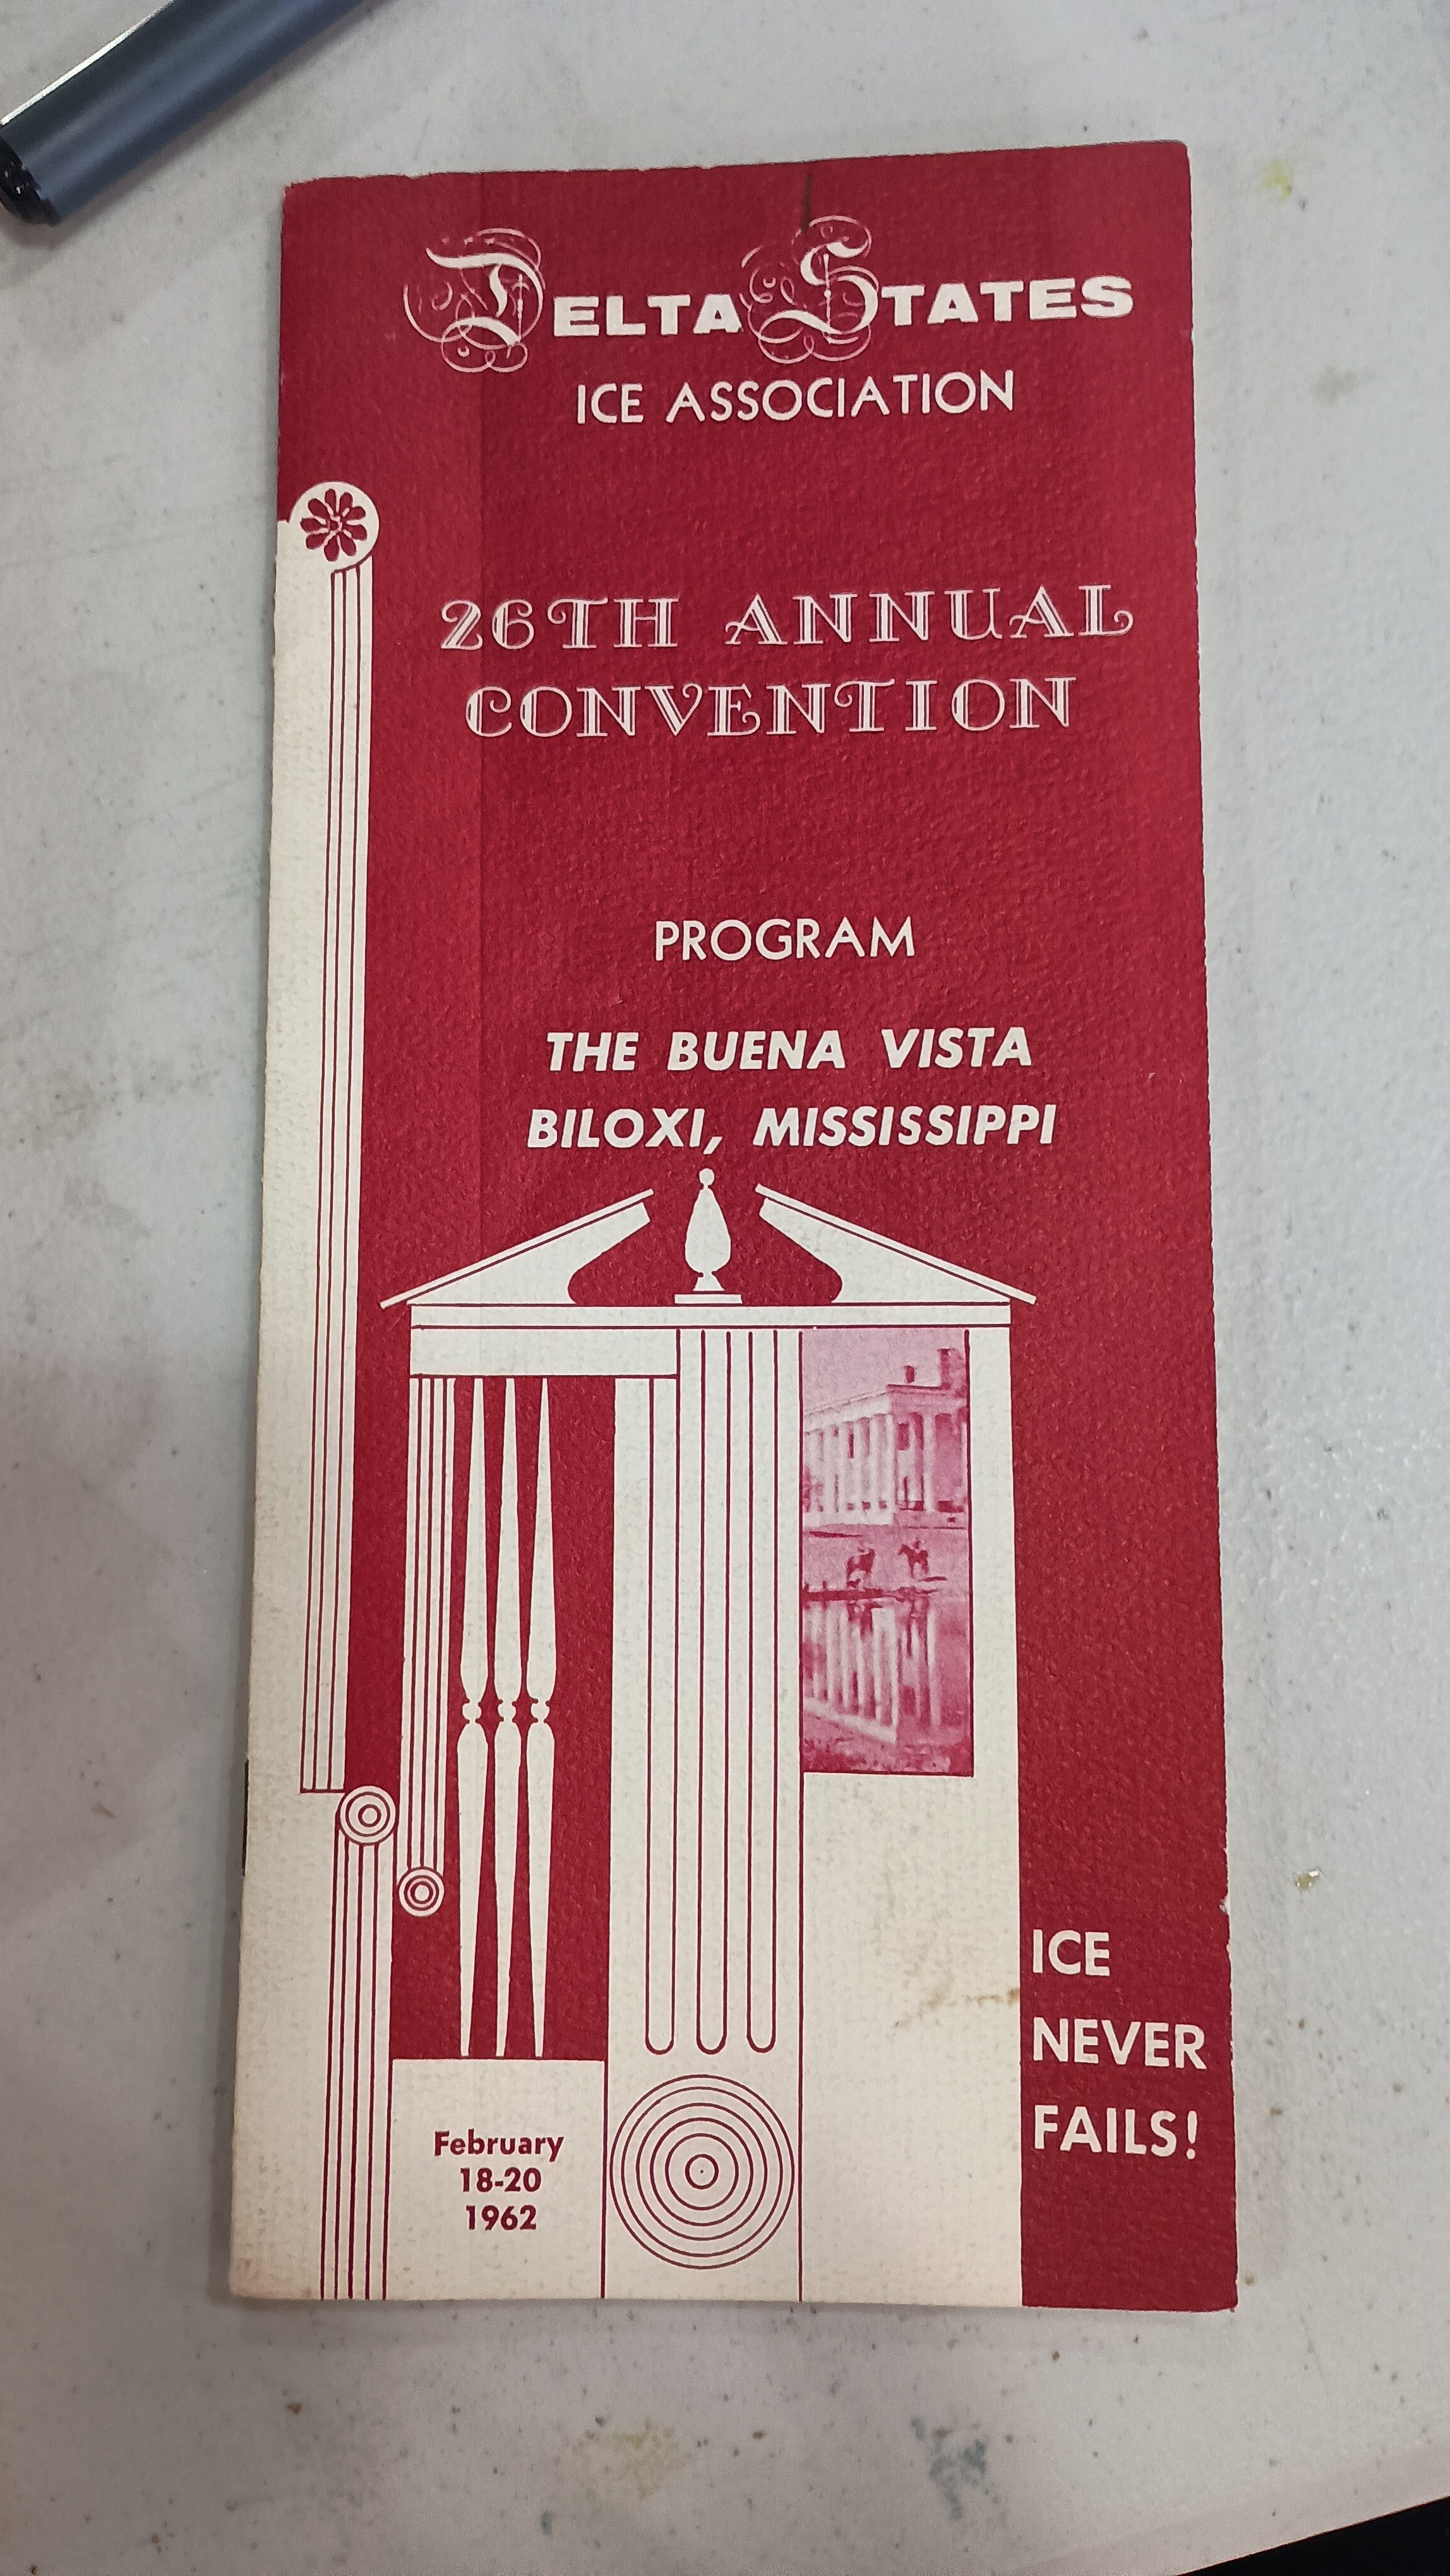 DELTA STATES
ICE ASSOCIATION
26TH ANNUAL
CONVENTION
PROGRAM
THE BUENA VISTA
BILOXI, MISSISSIPPI
ICE
NEVER
FAILS!
February
18-20
1962